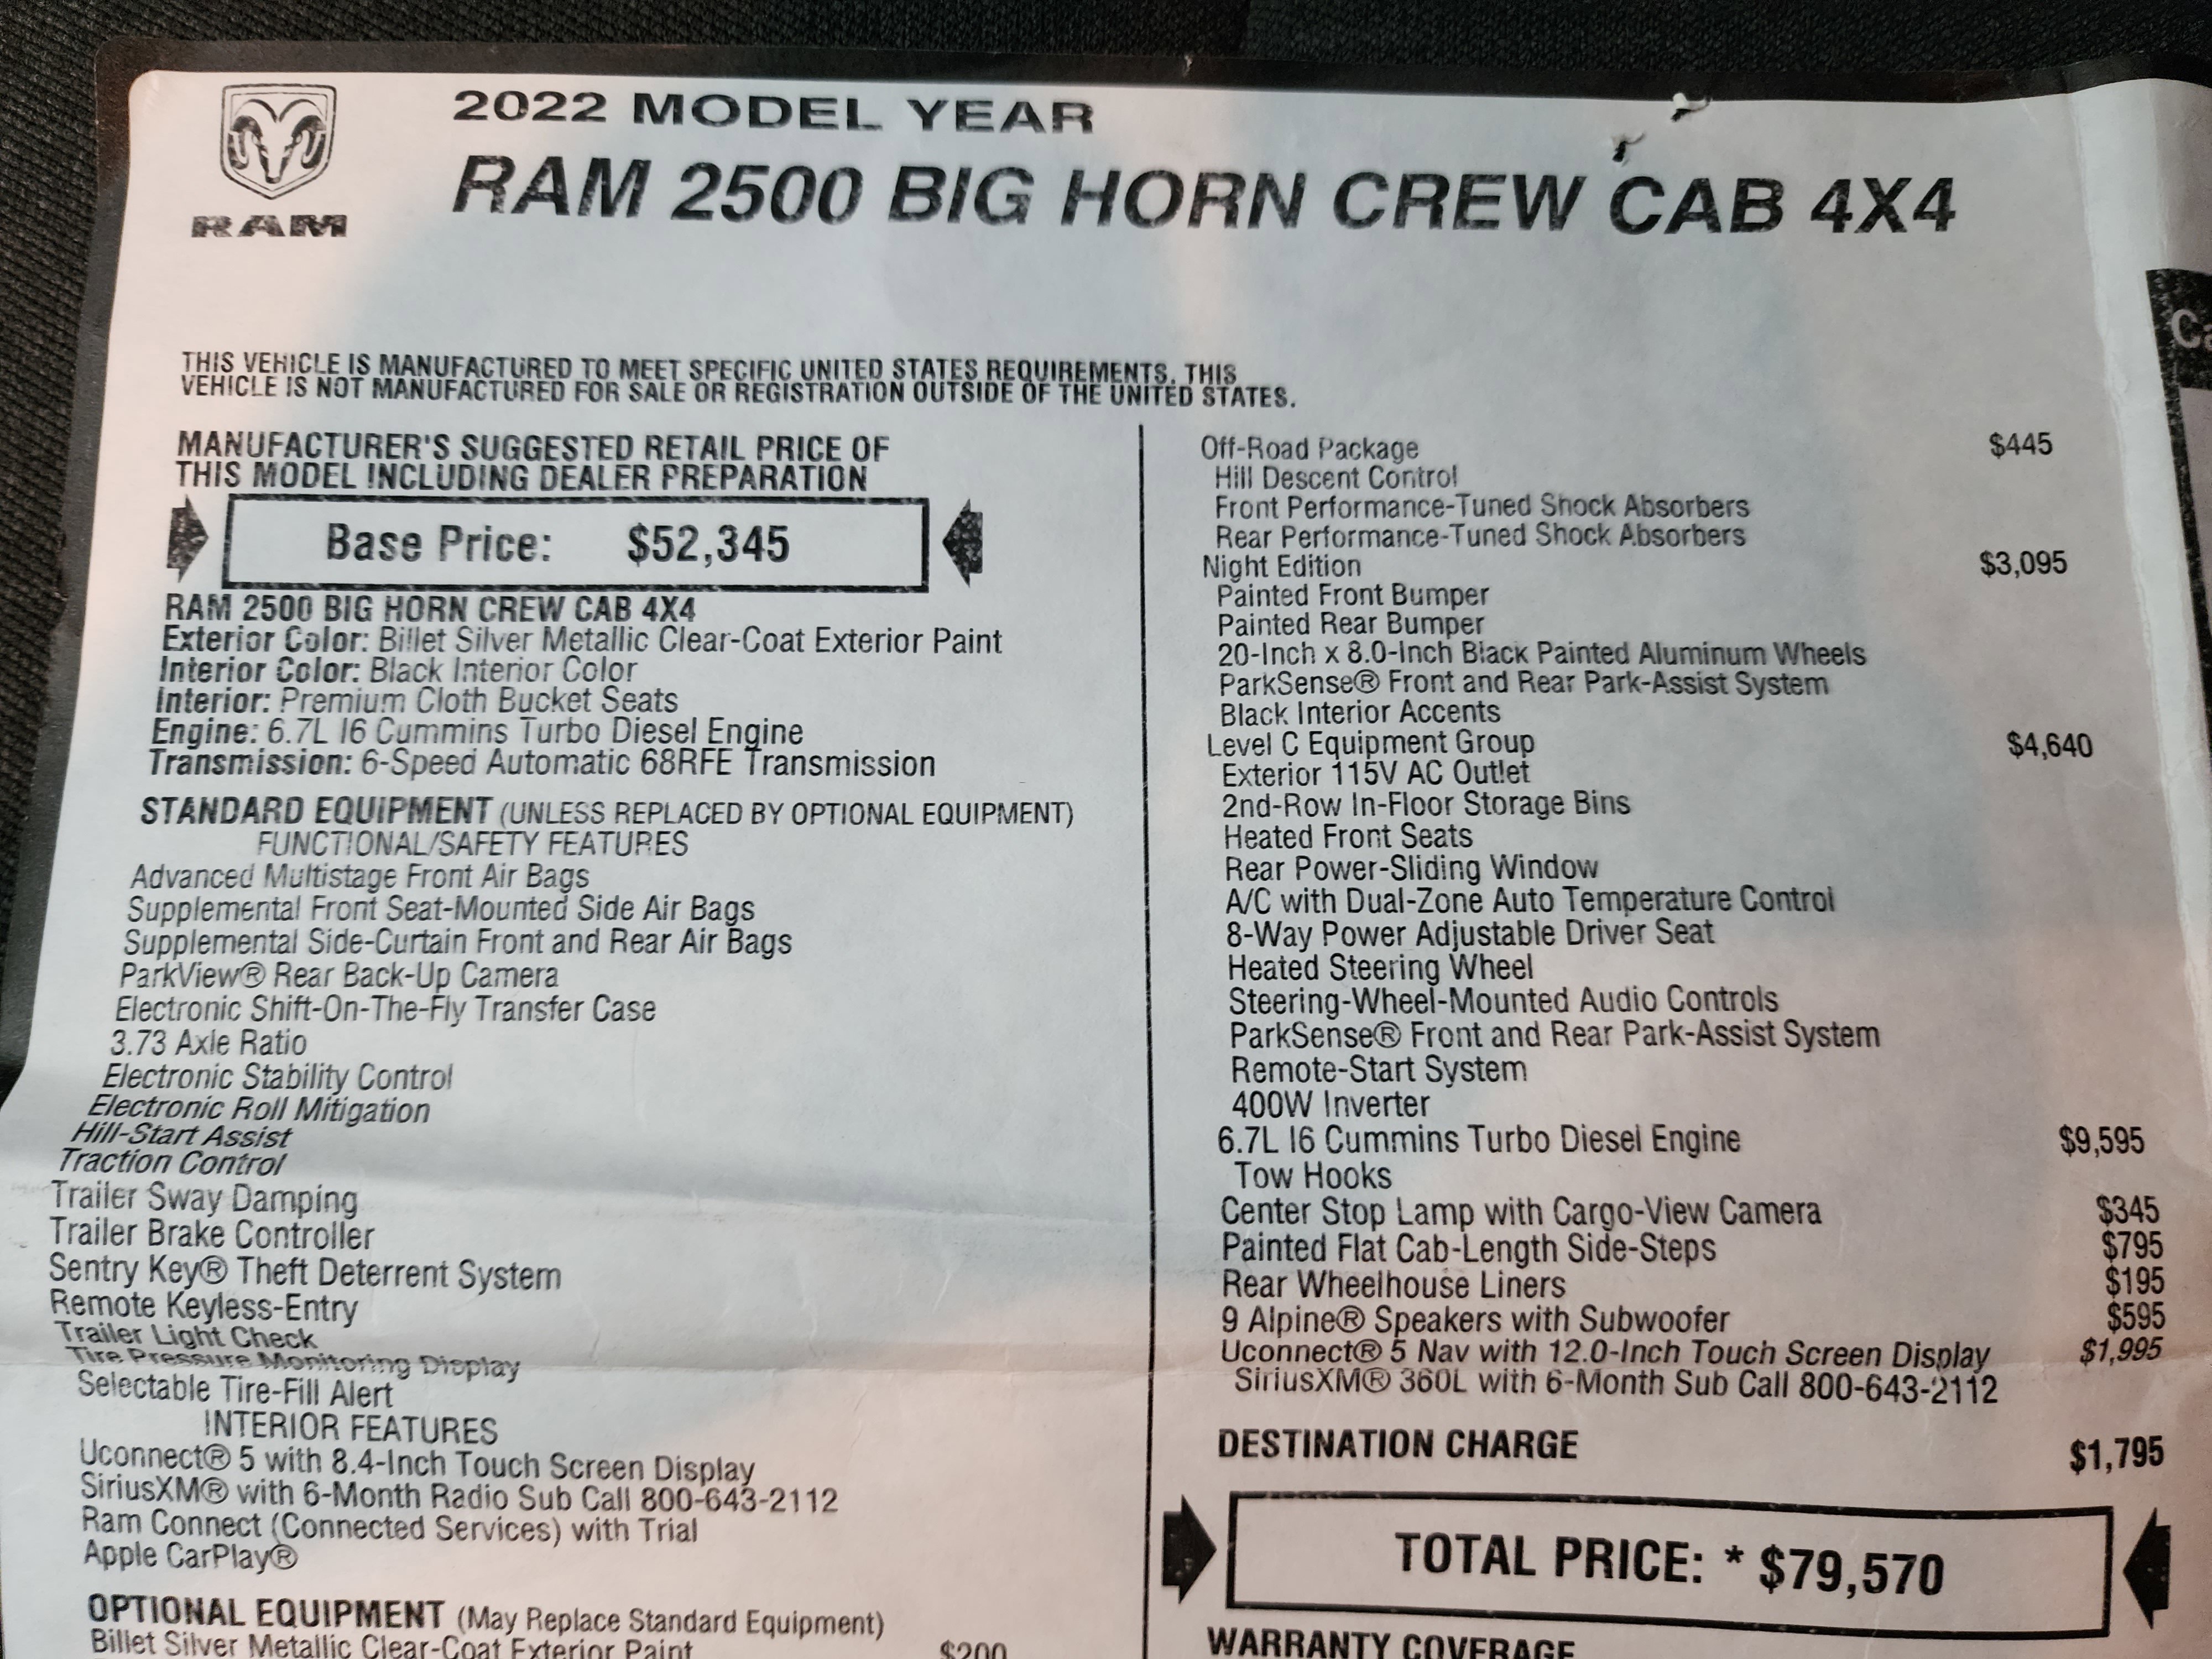 RAM
2022 MODEL YEAR
RAM 2500 BIG HORN CREW CAB 4X4
THIS VEHICLE IS MANUFACTURED TO MEET SPECIFIC UNITED STATES REQUIREMENTS. THIS
VEHICLE IS NOT MANUFACTURED FOR SALE OR REGISTRATION OUTSIDE OF THE UNITED STATES.
MANUFACTURER'S SUGGESTED RETAIL PRICE OF
THIS MODEL INCLUDING DEALER PREPARATION
Base Price: $52,345
RAM 2500 BIG HORN CREW CAB 4X4
Exterior Color: Billet Silver Metallic Clear-Coat Exterior Paint
Interior Color: Black Interior Color
Interior: Premium Cloth Bucket Seats
Engine: 6.7L I6 Cummins Turbo Diesel Engine
Transmission: 6-Speed Automatic 68RFE Transmission
STANDARD EQUIPMENT (UNLESS REPLACED BY OPTIONAL EQUIPMENT)
FUNCTIONAL/SAFETY FEATURES
Advanced Multistage Front Air Bags
Supplemental Front Seat-Mounted Side Air Bags
Supplemental Side-Curtain Front and Rear Air Bags
ParkView® Rear Back-Up Camera
Electronic Shift-On-The-Fly Transfer Case
3.73 Axle Ratio
Electronic Stability Control
Electronic Roll Mitigation
Hill-Start Assist
Traction Control
Trailer Sway Damping
Trailer Brake Controller
Sentry Key® Theft Deterrent System
Remote Keyless-Entry
Trailer Light Check
Tire Pressure Monitoring Display
Selectable Tire-Fill Alert
INTERIOR FEATURES
Uconnect® 5 with 8.4-Inch Touch Screen Display
SiriusXM® with 6-Month Radio Sub Call 800-643-2112
Ram Connect (Connected Services) with Trial
Apple CarPlay®
OPTIONAL EQUIPMENT (May Replace Standard Equipment)
Billet Silver Metallic Clear-Coat Exterior Paint $200
Off-Road Package $445
Hill Descent Control
Front Performance-Tuned Shock Absorbers
Rear Performance-Tuned Shock Absorbers
Night Edition $3,095
Painted Front Bumper
Painted Rear Bumper
20-Inch x 8.0-Inch Black Painted Aluminum Wheels
ParkSense® Front and Rear Park-Assist System
Black Interior Accents
Level C Equipment Group $4,640
Exterior 115V AC Outlet
2nd-Row In-Floor Storage Bins
Heated Front Seats
Rear Power-Sliding Window
A/C with Dual-Zone Auto Temperature Control
8-Way Power Adjustable Driver Seat
Heated Steering Wheel
Steering-Wheel-Mounted Audio Controls
ParkSense® Front and Rear Park-Assist System
Remote-Start System
400W Inverter
6.7L I6 Cummins Turbo Diesel Engine $9,595
Tow Hooks
Center Stop Lamp with Cargo-View Camera $345
Painted Flat Cab-Length Side-Steps $795
Rear Wheelhouse Liners $195
9 Alpine® Speakers with Subwoofer $595
Uconnect® 5 Nav with 12.0-Inch Touch Screen Display $1,995
SiriusXM® 360L with 6-Month Sub Call 800-643-2112
DESTINATION CHARGE $1,795
TOTAL PRICE: * $79,570
WARRANTY COVERAGE